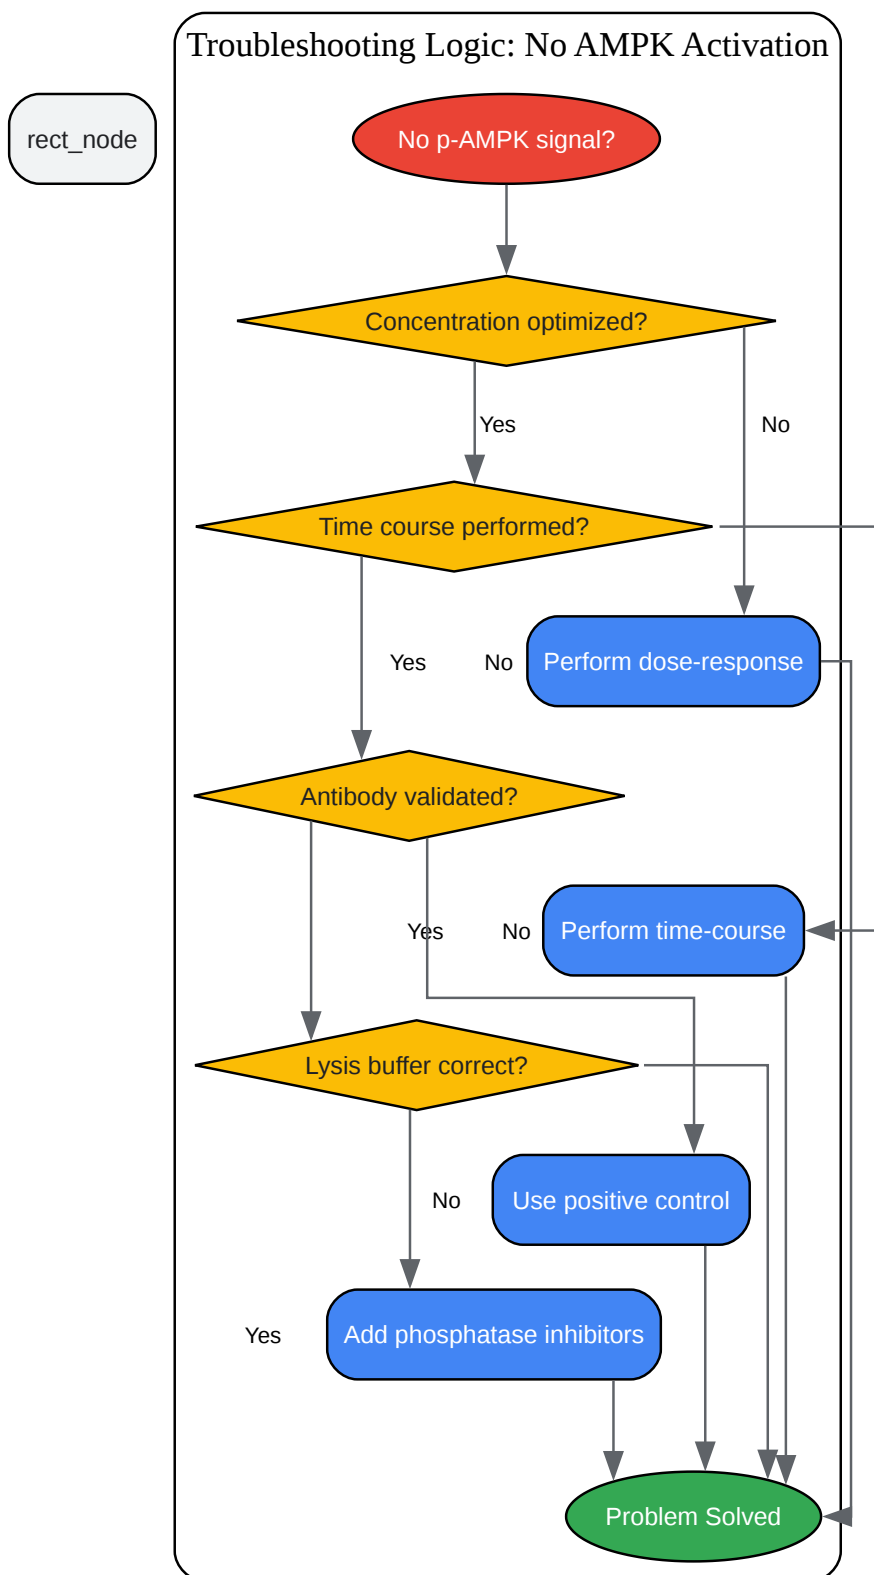 Troubleshooting Logic: No AMPK Activation
rect_node
No p-AMPK signal?
Concentration optimized?
Yes
No
Time course performed?
Yes
No
Perform dose-response
Antibody validated?
Yes
No
Perform time-course
Lysis buffer correct?
No
Use positive control
Yes
Add phosphatase inhibitors
Problem Solved